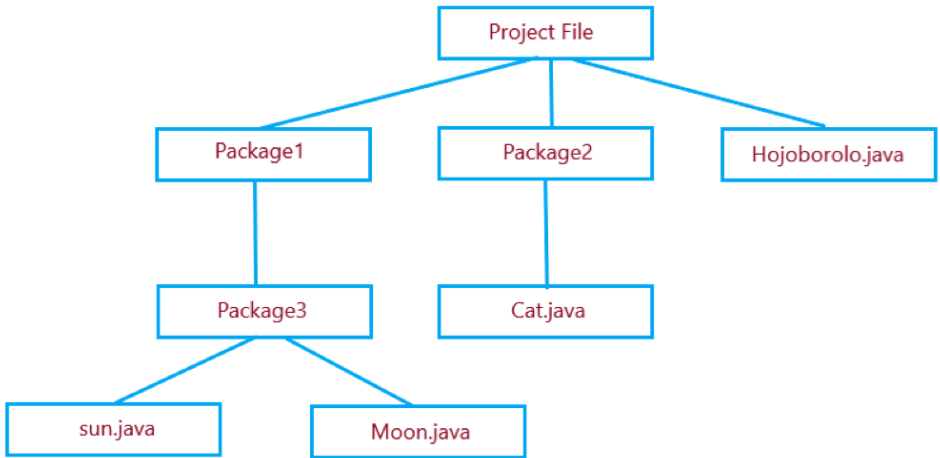 Project File
Package1
Package2
Hojoborolo.java
Package3
Cat.java
sun.java
Moon.java